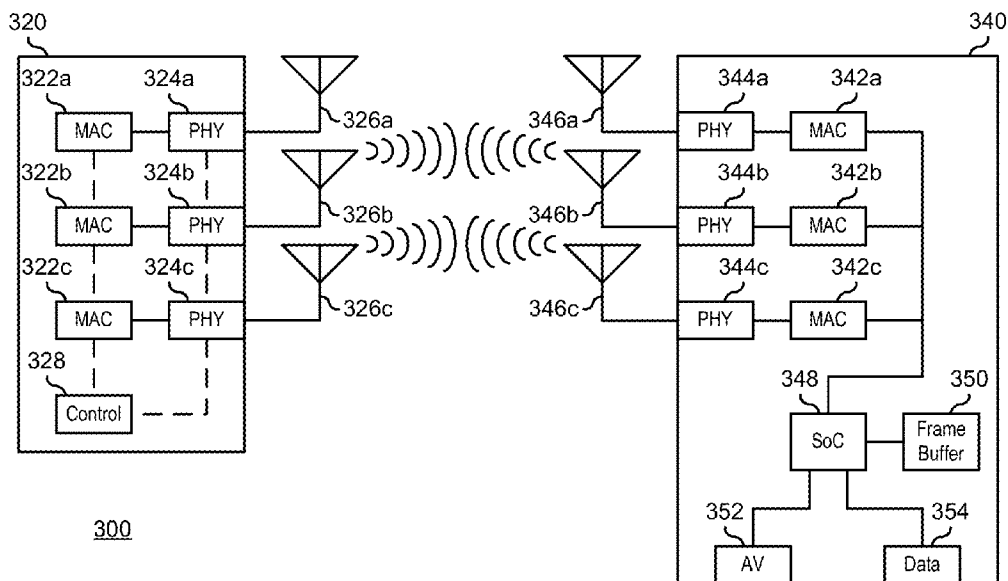 320
340
322a
324a
344a
342a
MAC
PHY
326a
346a
PHY
MAC
322b
324b
344b
342b
MAC
PHY
326b
346b
PHY
MAC
322c
324c
344c
342c
MAC
PHY
326c
346c
PHY
MAC
328
348
350
Control
SoC
Frame
Buffer
300
352
354
AV
Data